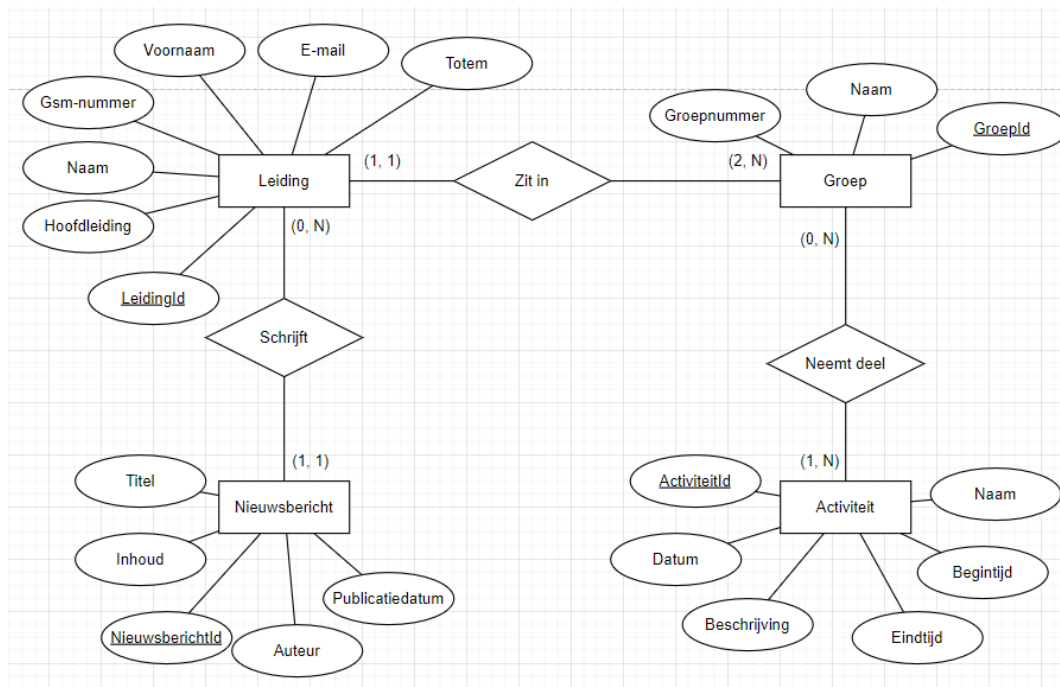 Voornaam
E-mail
Totem
Gsm-nummer
Naam
Hoofdleiding
LeidingId
Leiding
(1, 1)
Zit in
(2, N)
Groepnummer
Naam
GroepId
Groep
(0, N)
Schrijft
(1, 1)
(0, N)
Neemt deel
(1, N)
Titel
Nieuwsbericht
Inhoud
Publicatiedatum
NieuwsberichtId
Auteur
ActiviteitId
Naam
Activiteit
Datum
Begintijd
Beschrijving
Eindtijd